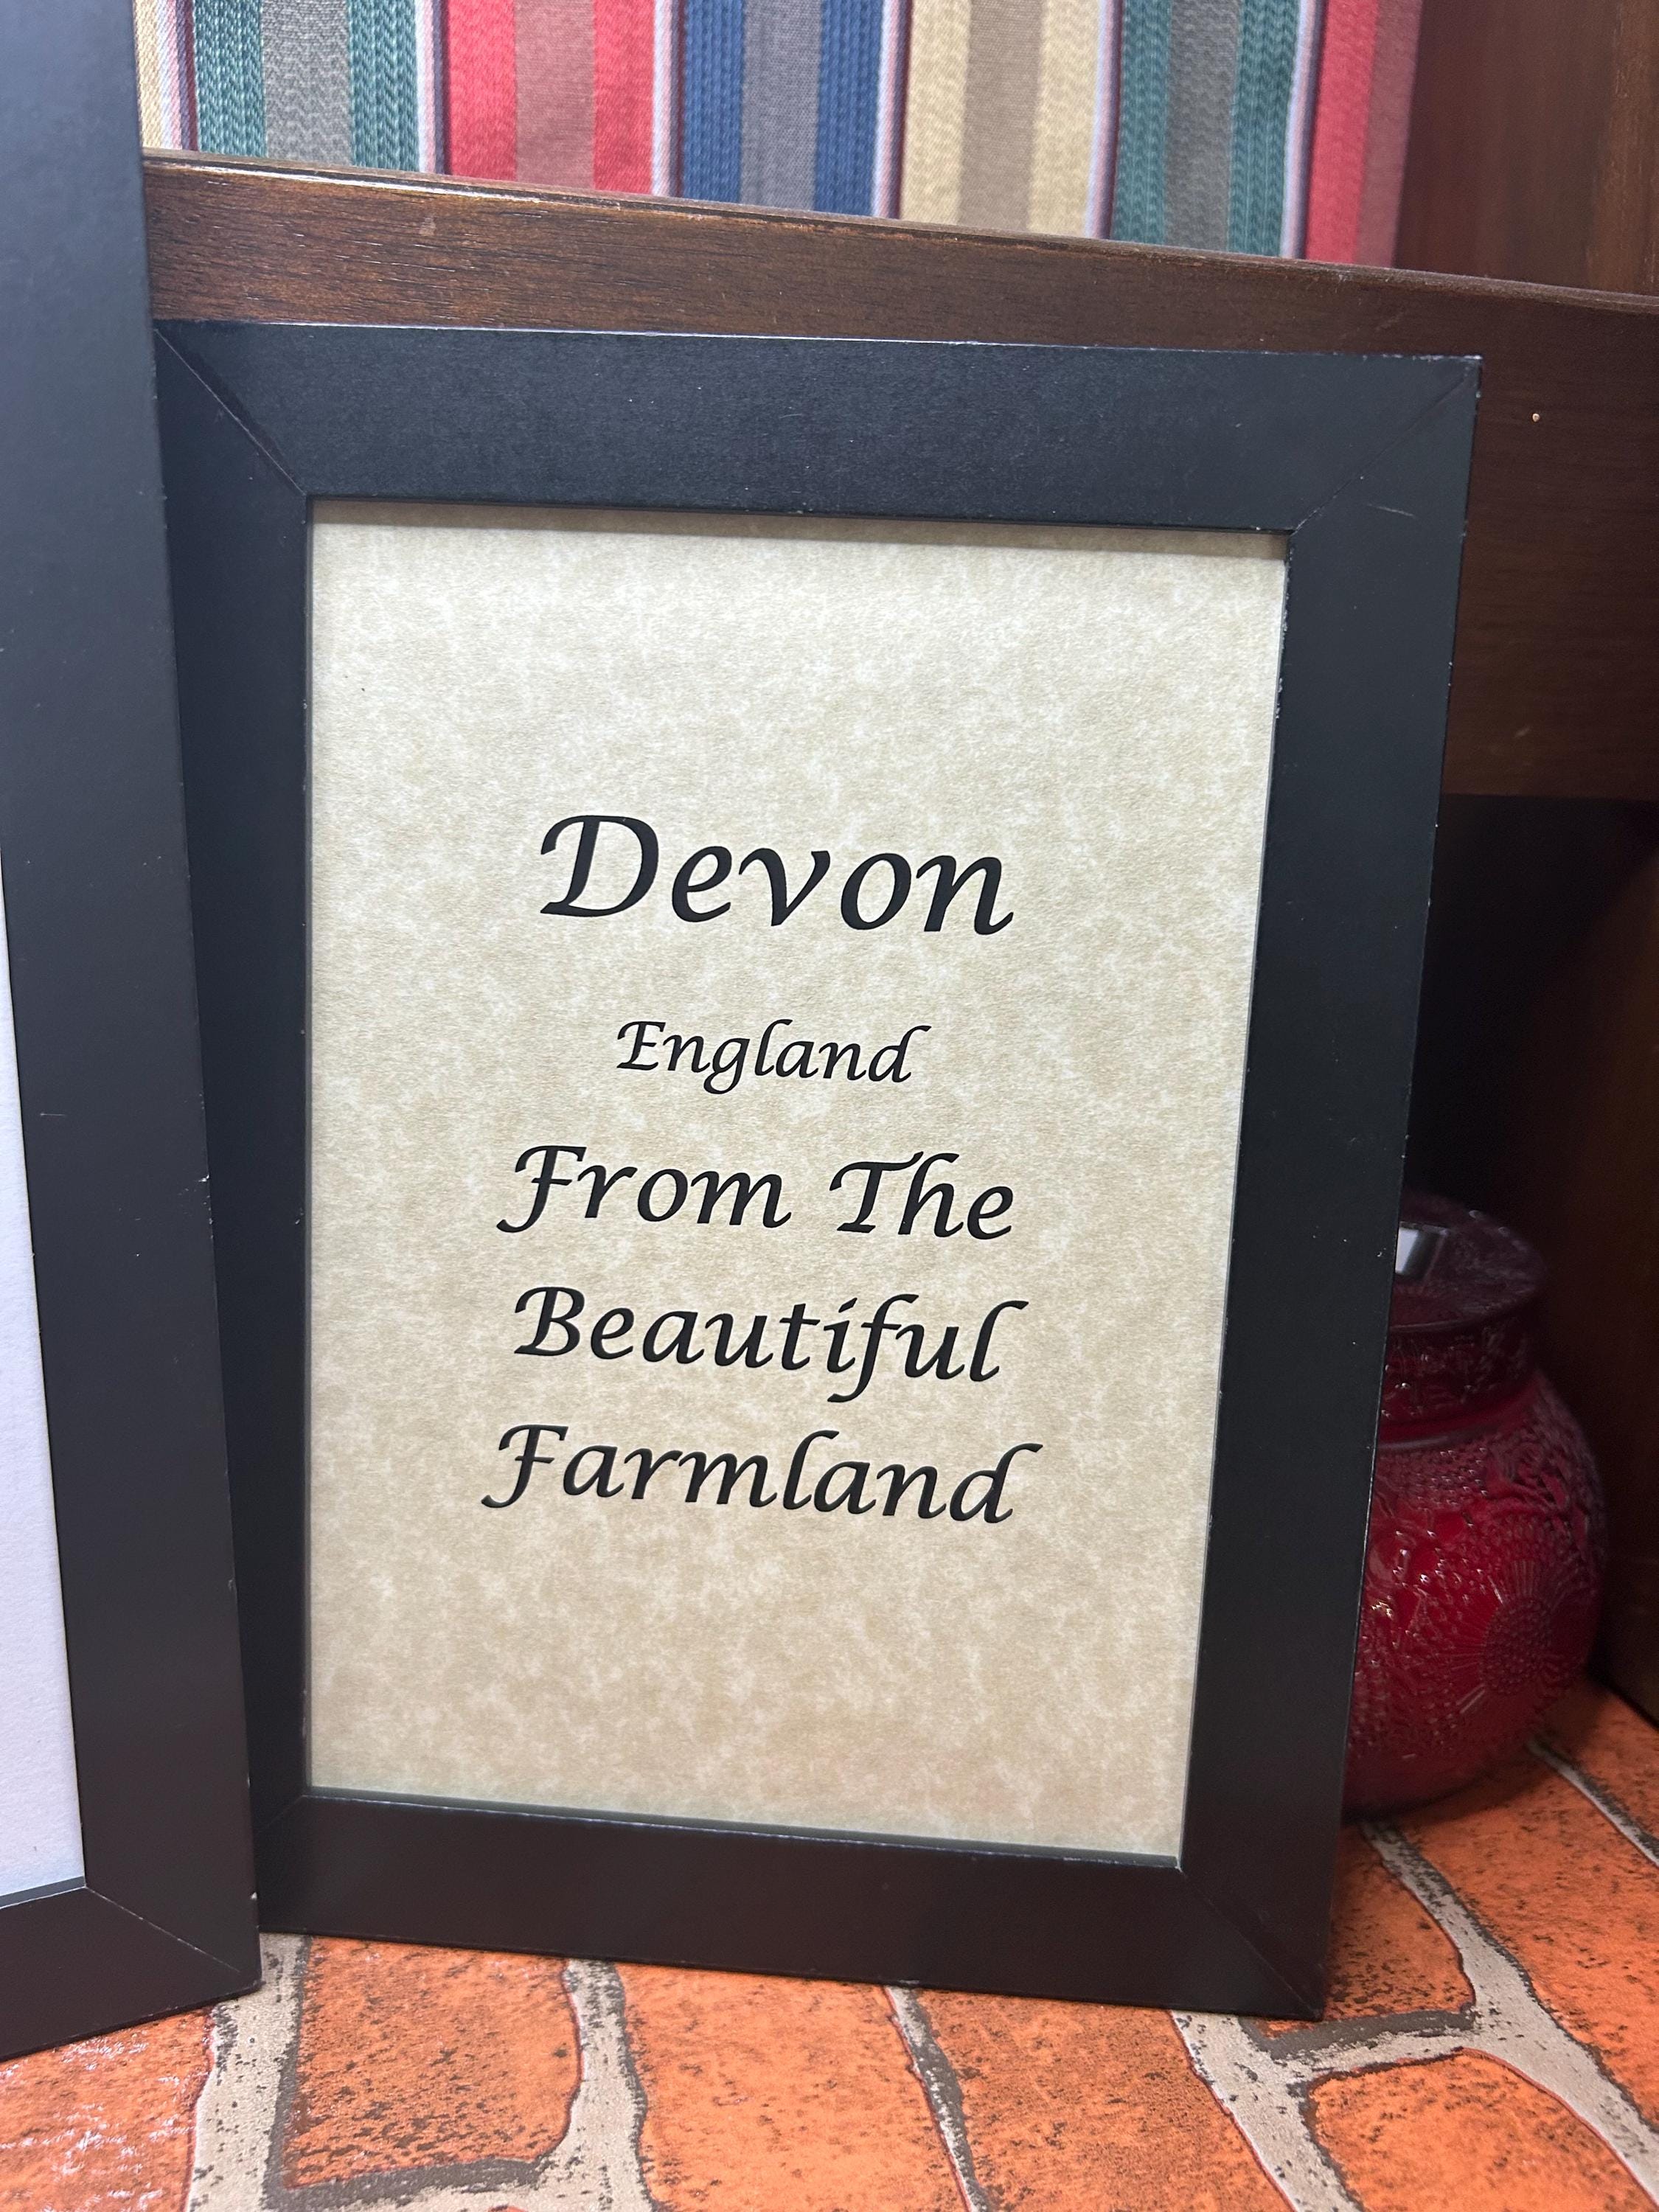 Devon
England
From The
Beautiful
Farmland